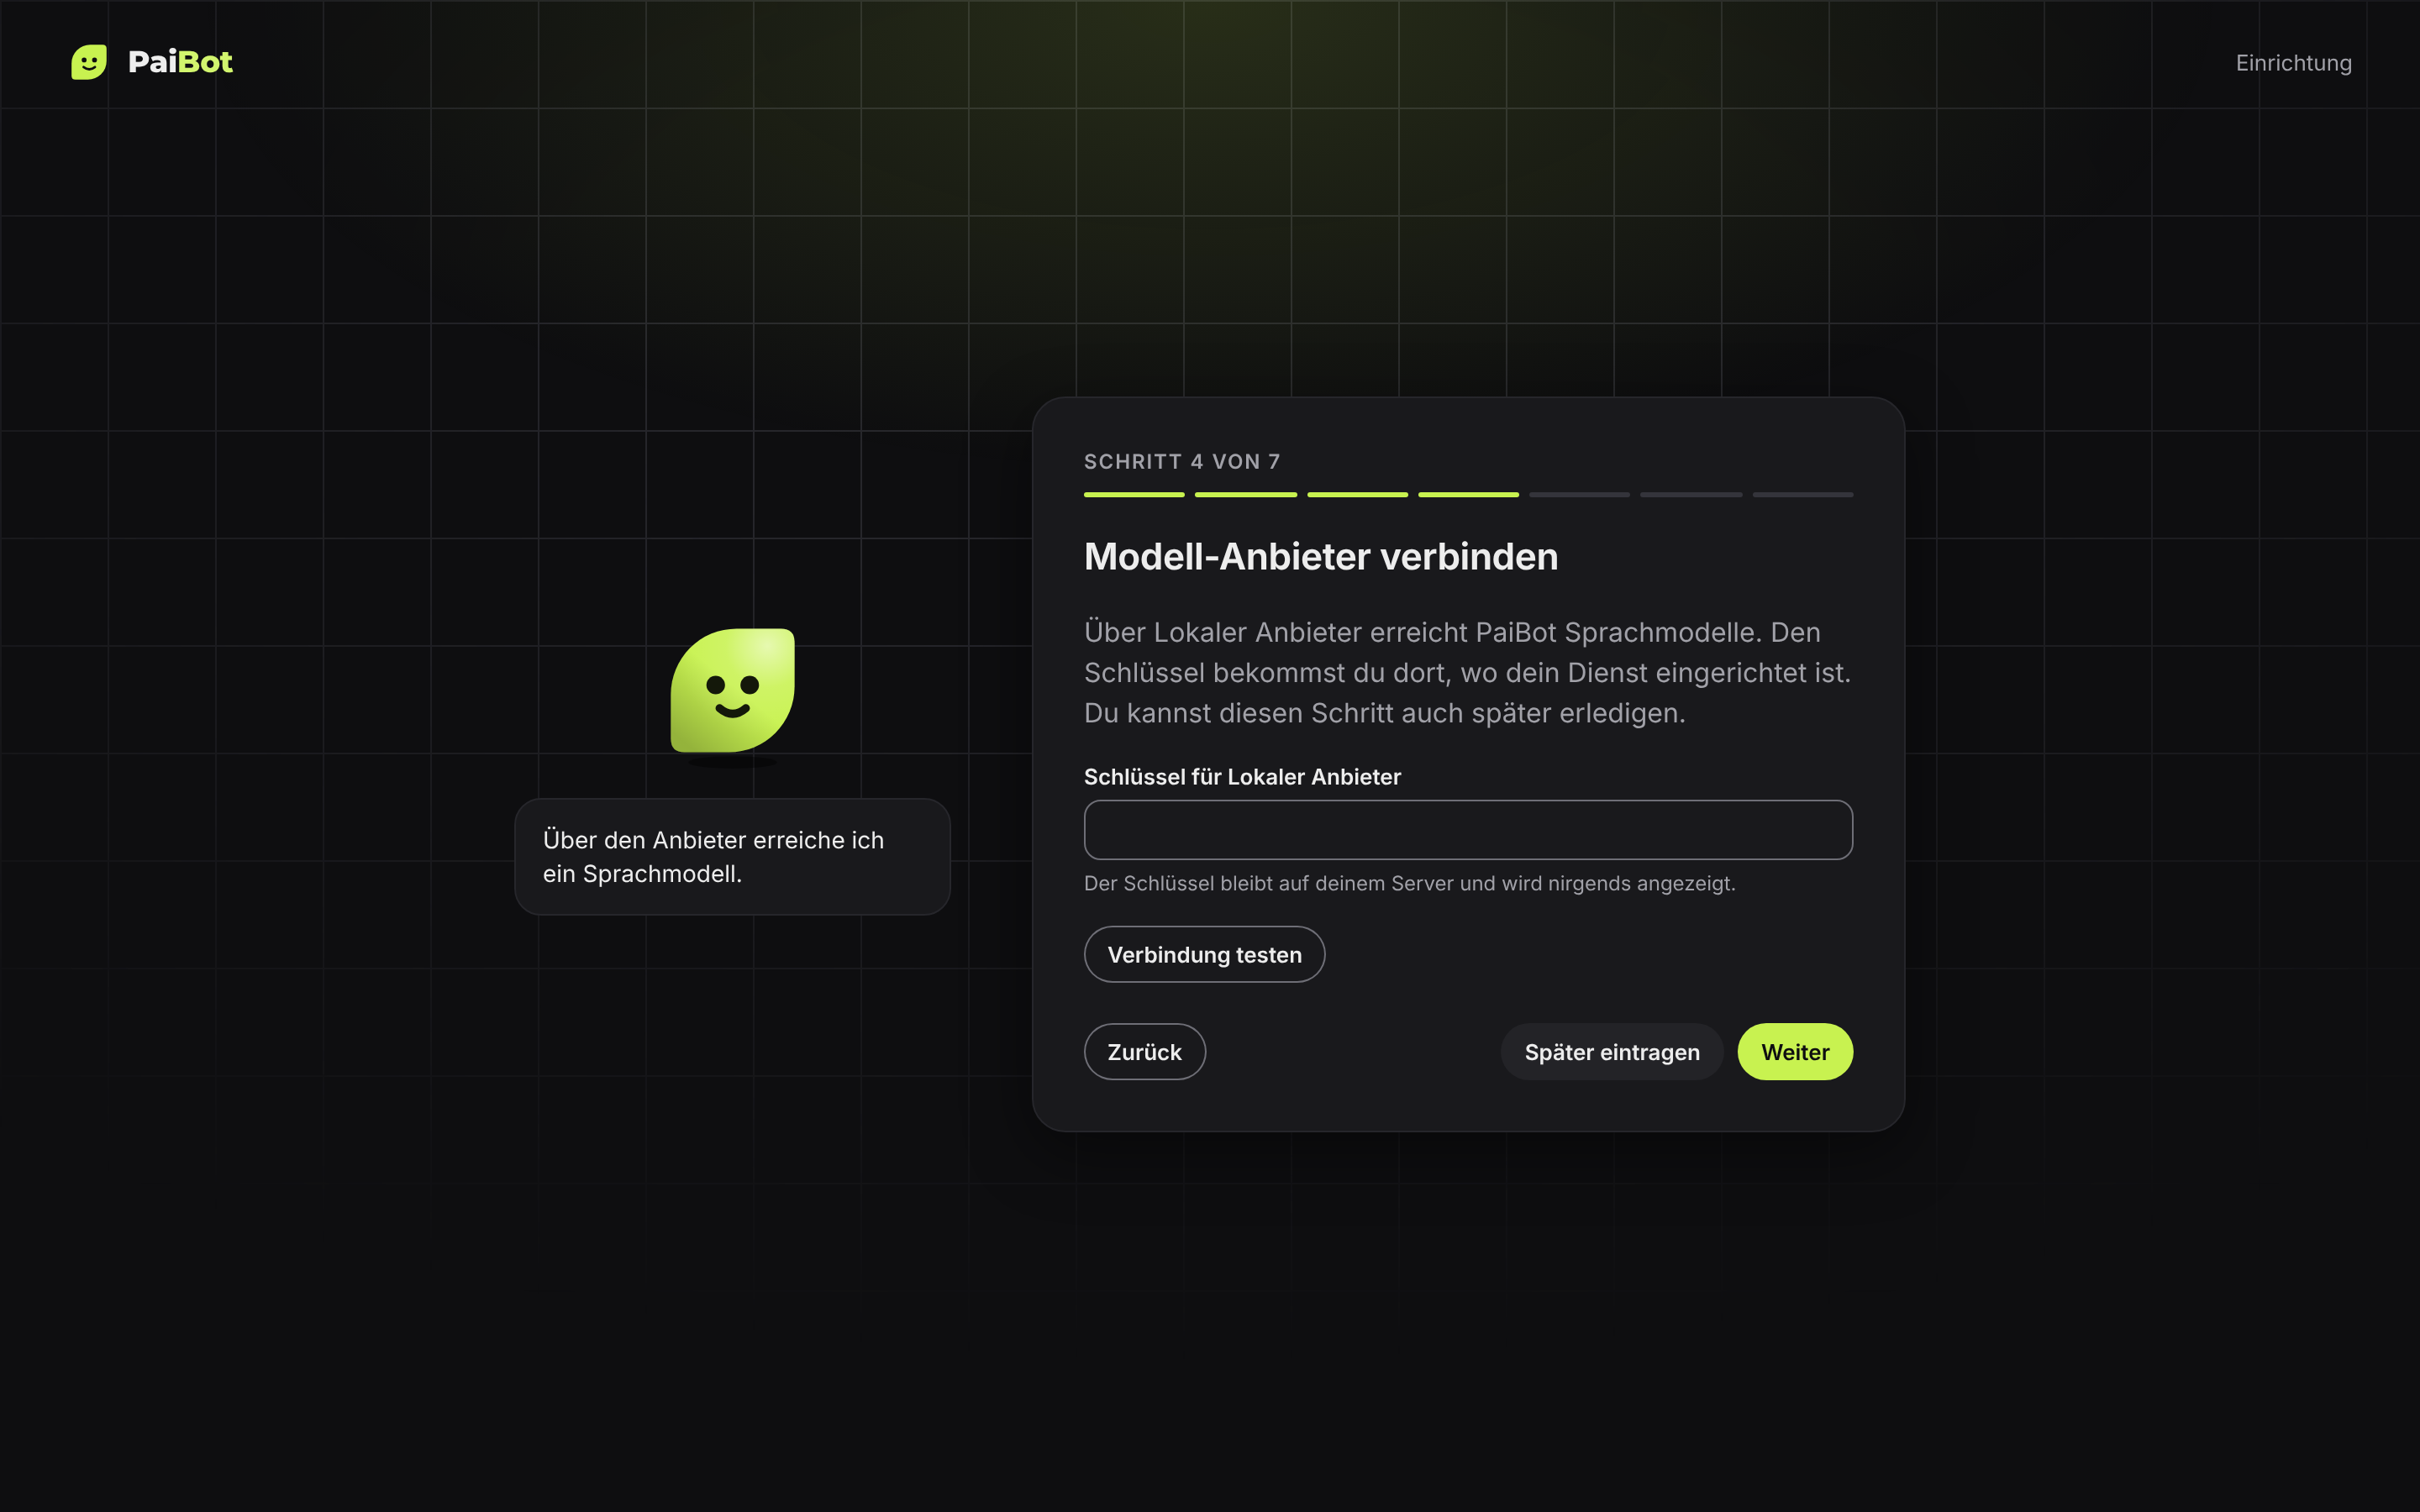 PaiBot
Einrichtung
Über den Anbieter erreiche ich
ein Sprachmodell.
SCHRITT 4 VON 7
Modell-Anbieter verbinden
Über Lokaler Anbieter erreicht PaiBot Sprachmodelle. Den
Schlüssel bekommst du dort, wo dein Dienst eingerichtet ist.
Du kannst diesen Schritt auch später erledigen.
Schlüssel für Lokaler Anbieter
Der Schlüssel bleibt auf deinem Server und wird nirgends angezeigt.
Verbindung testen
Zurück
Später eintragen
Weiter